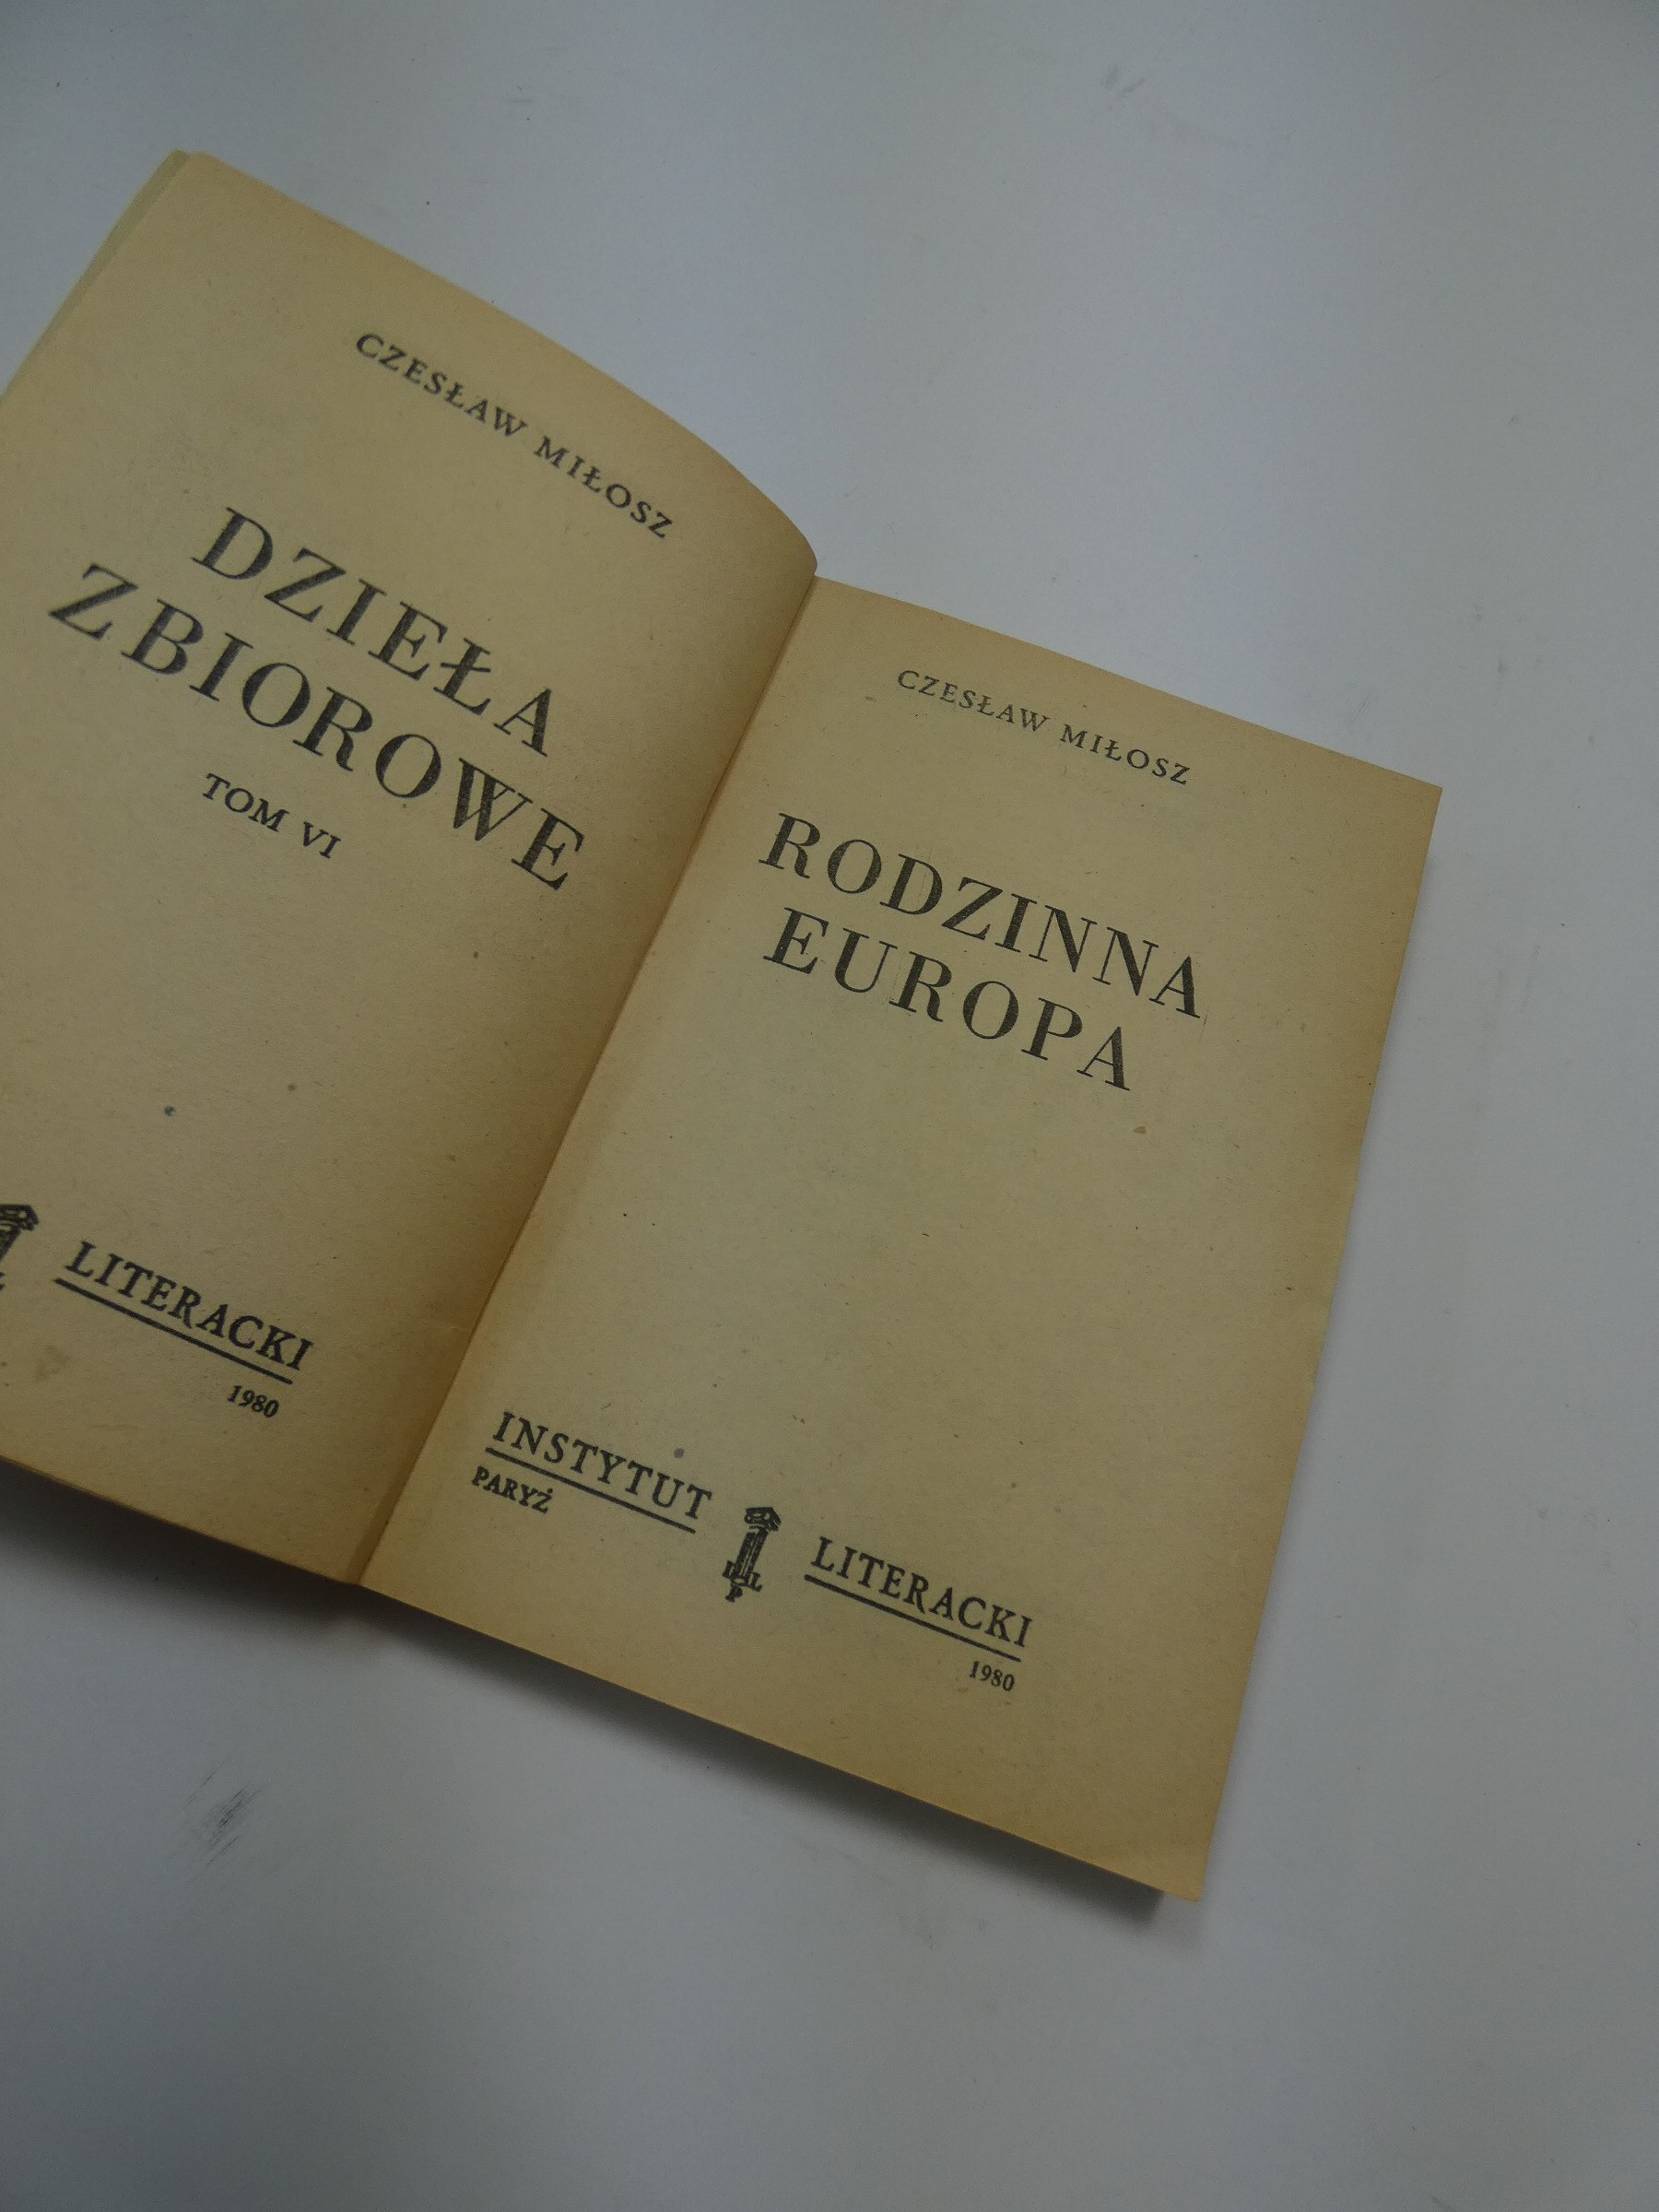 CZESŁAW MIŁOSZ
DZIEŁA
ZBIOROWE
TOM VI
LITERACKI
1980
CZESŁAW MIŁOSZ
RODZINNA
EUROPA
INSTYTUT
PARYŻ
LITERACKI
1980